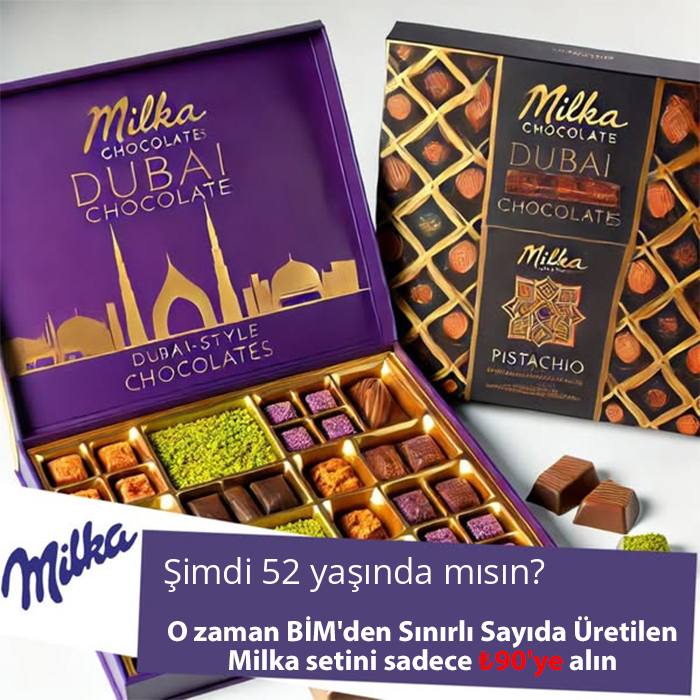 Milka
CHOCOLATES
DUBAI
CHOCOLATE
DUBAI-STYLE
CHOCOLATES
Milka
CHOCOLATE
DUBAI
CHOCOLATE
Milka
PISTACHIO
Milka
Şimdi 52 yaşında mısın?
O zaman BİM'den Sınırlı Sayıda Üretilen
Milka setini sadece ₺90'ye alın